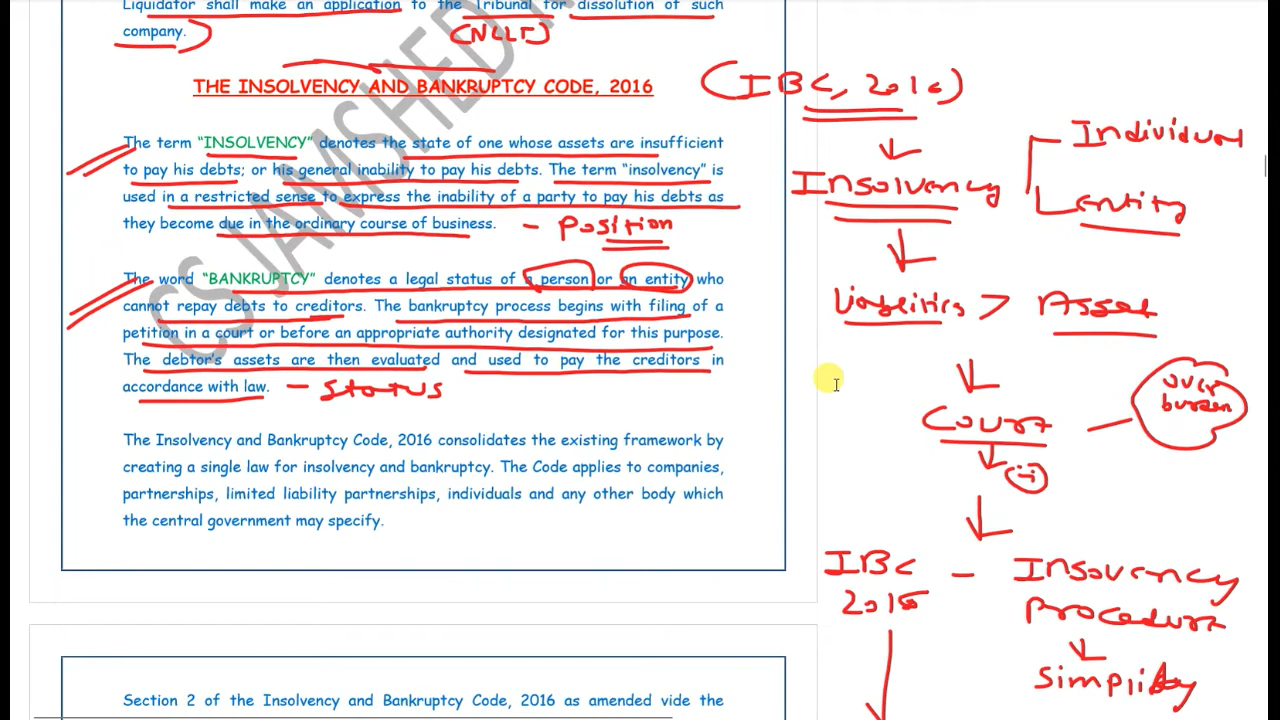 Liquidator shall make an application to the Tribunal for dissolution of such
company.
(NCLT)
THE INSOLVENCY AND BANKRUPTCY CODE, 2016
The term “INSOLVENCY” denotes the state of one whose assets are insufficient
to pay his debts; or his general inability to pay his debts. The term “insolvency” is
used in a restricted sense to express the inability of a party to pay his debts as
they become due in the ordinary course of business.
- Position
The word “BANKRUPTCY” denotes a legal status of a person or an entity who
cannot repay debts to creditors. The bankruptcy process begins with filing of a
petition in a court or before an appropriate authority designated for this purpose.
The debtor's assets are then evaluated and used to pay the creditors in
accordance with law.
- Status
The Insolvency and Bankruptcy Code, 2016 consolidates the existing framework by
creating a single law for insolvency and bankruptcy. The Code applies to companies,
partnerships, limited liability partnerships, individuals and any other body which
the central government may specify.
Section 2 of the Insolvency and Bankruptcy Code, 2016 as amended vide the
CS JAMSHED
(IBC, 2016)
Insolvency
Individual
entity
Liabilities > Asset
Court
over
burden
IBC - Insovency
2016 Procedure
Simplify